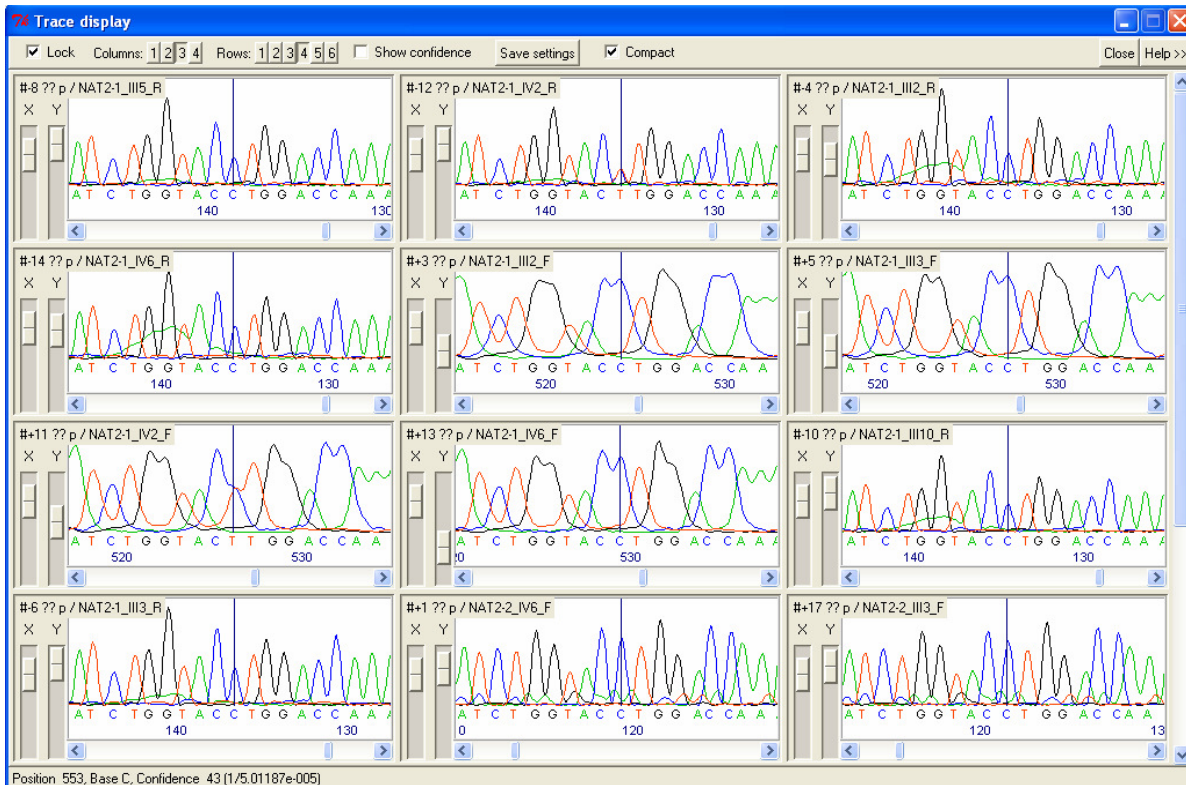 Trace display
Lock Columns: 1 2 3 4 Rows: 1 2 3 4 5 6 Show confidence Save settings Compact Close Help >>
#-8 ?? p / NAT2-1_III5_R
X Y
A T C T G G T A C C T G G A C C A A A
140 130
#-12 ?? p / NAT2-1_IV2_R
X Y
A T C T G G T A C T T G G A C C A A A
140 130
#-4 ?? p / NAT2-1_III2_R
X Y
A T C T G G T A C C T G G A C C A A A
140 130
#-14 ?? p / NAT2-1_IV6_R
X Y
A T C T G G T A C C T G G A C C A A A
140 130
#+3 ?? p / NAT2-1_III2_F
X Y
A T C T G G T A C C T G G A C C A A
520 530
#+5 ?? p / NAT2-1_III3_F
X Y
A T C T G G T A C C T G G A C C A A
520 530
#+11 ?? p / NAT2-1_IV2_F
X Y
A T C T G G T A C T T G G A C C A A
520 530
#+13 ?? p / NAT2-1_IV6_F
X Y
A T C T G G T A C C T G G A C C A A A
20 530
#-10 ?? p / NAT2-1_III10_R
X Y
A T C T G G T A C C T G G A C C A A A
140 130
#-6 ?? p / NAT2-1_III3_R
X Y
A T C T G G T A C C T G G A C C A A A
140 130
#+1 ?? p / NAT2-2_IV6_F
X Y
A T C T G G T A C C T G G A C C A A
0 120
#+17 ?? p / NAT2-2_III3_F
X Y
A T C T G G T A C C T G G A C C A A
120 13
Position 553, Base C, Confidence 43 (1/5.01187e-005)